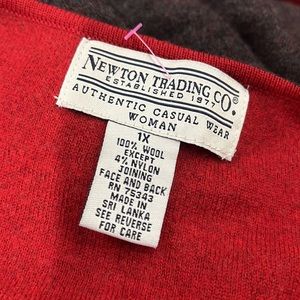 NEWTON TRADING CO.®
ESTABLISHED 1977
AUTHENTIC CASUAL WEAR
WOMAN
1X
100% WOOL
EXCEPT
4% NYLON
JOINING
FACE AND BACK
RN 75343
MADE IN
SRI LANKA
SEE REVERSE
FOR CARE